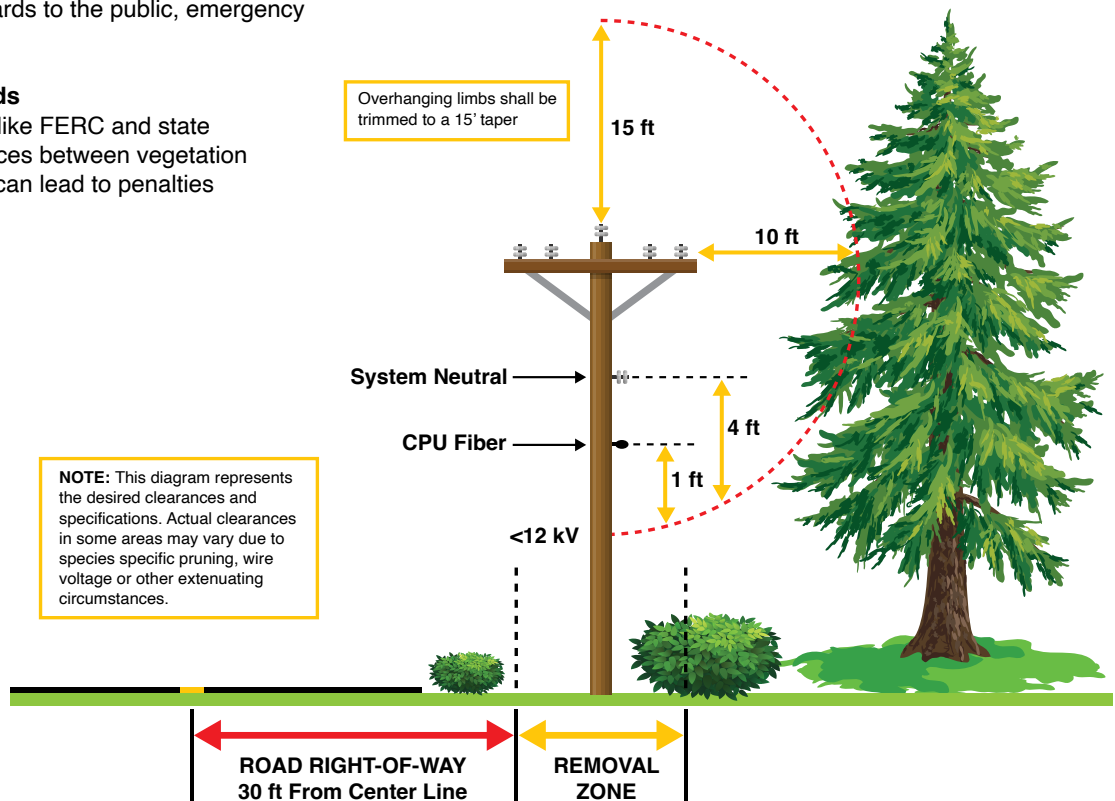 ards to the public, emergency
ds
like FERC and state
ces between vegetation
can lead to penalties
Overhanging limbs shall be
trimmed to a 15' taper
15 ft
10 ft
System Neutral
4 ft
CPU Fiber
1 ft
<12 kV
NOTE: This diagram represents
the desired clearances and
specifications. Actual clearances
in some areas may vary due to
species specific pruning, wire
voltage or other extenuating
circumstances.
ROAD RIGHT-OF-WAY
30 ft From Center Line
REMOVAL
ZONE